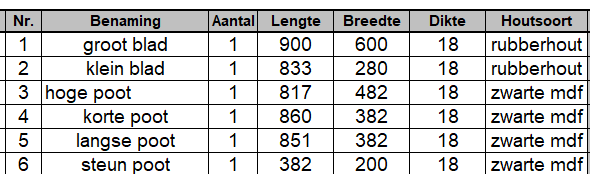 Nr. Benaming Aantal Lengte Breedte Dikte Houtsoort
1 groot blad 1 900 600 18 rubberhout
2 klein blad 1 833 280 18 rubberhout
3 hoge poot 1 817 482 18 zwarte mdf
4 korte poot 1 860 382 18 zwarte mdf
5 langse poot 1 851 382 18 zwarte mdf
6 steun poot 1 382 200 18 zwarte mdf